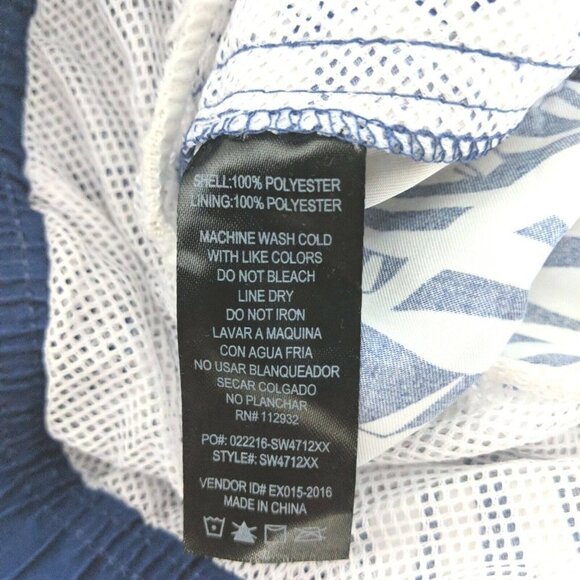 SHELL:100% POLYESTER
LINING:100% POLYESTER
MACHINE WASH COLD
WITH LIKE COLORS
DO NOT BLEACH
LINE DRY
DO NOT IRON
LAVAR A MAQUINA
CON AGUA FRIA
NO USAR BLANQUEADOR
SECAR COLGADO
NO PLANCHAR
RN# 112932
PO#: 022216-SW4712XX
STYLE#: SW4712XX
VENDOR ID# EX015-2016
MADE IN CHINA